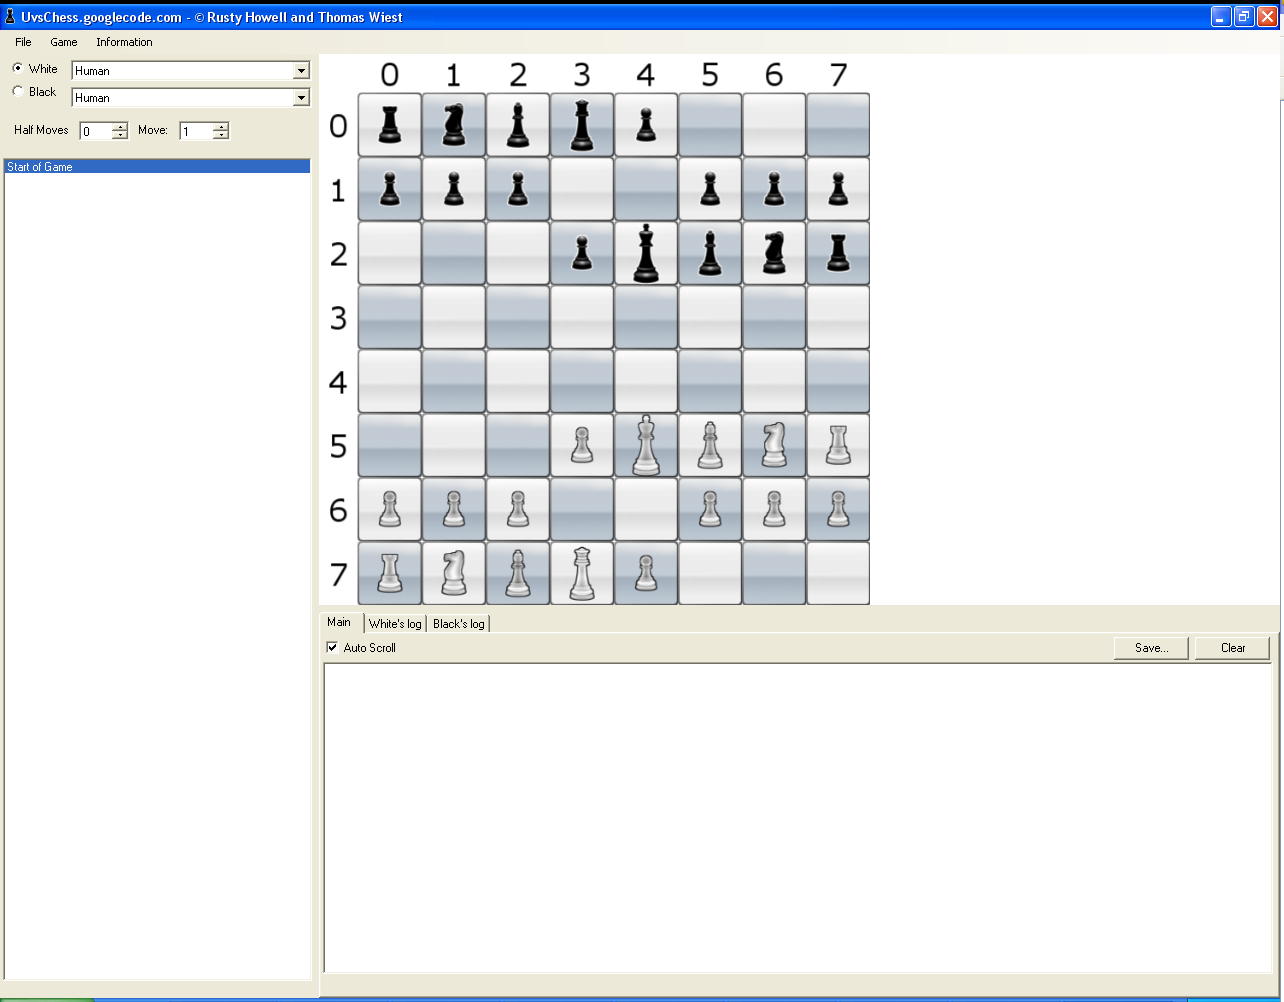 UvsChess.googlecode.com - © Rusty Howell and Thomas Wiest
File Game Information
White Human
Black Human
Half Moves 0 Move: 1
Start of Game
0 1 2 3 4 5 6 7
0
1
2
3
4
5
6
7
Main White's log Black's log
Auto Scroll Save... Clear